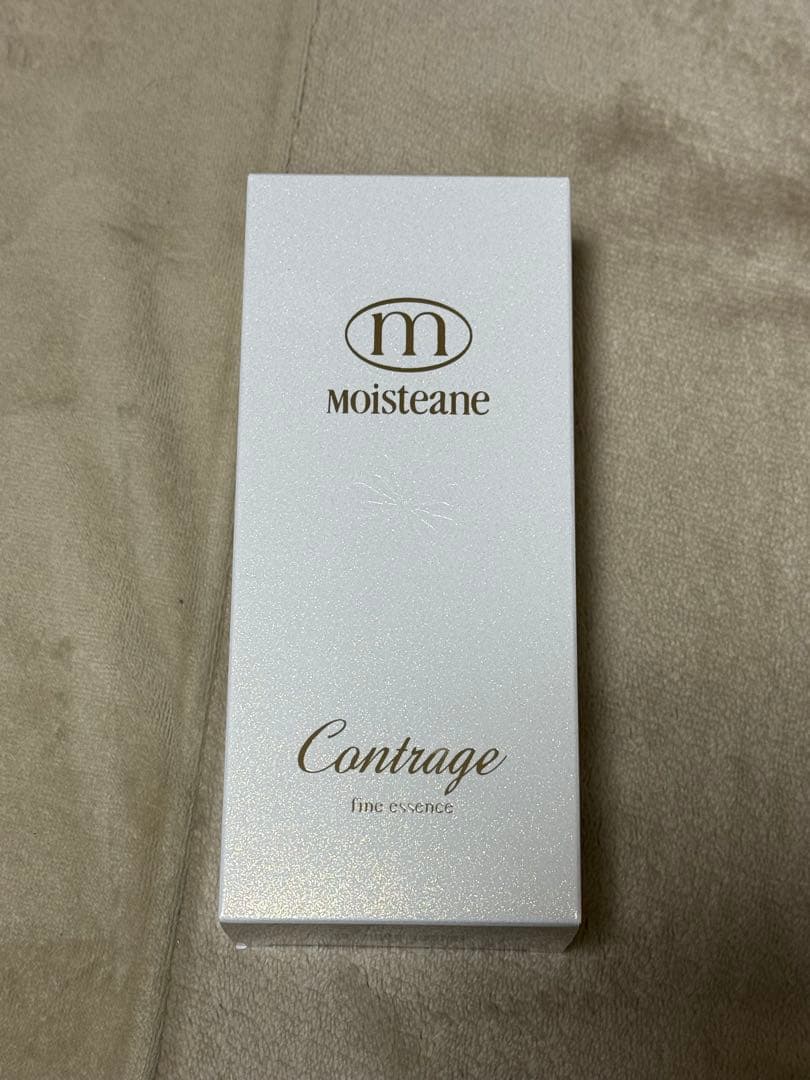 m
Moisteane
Contrage
fine essence